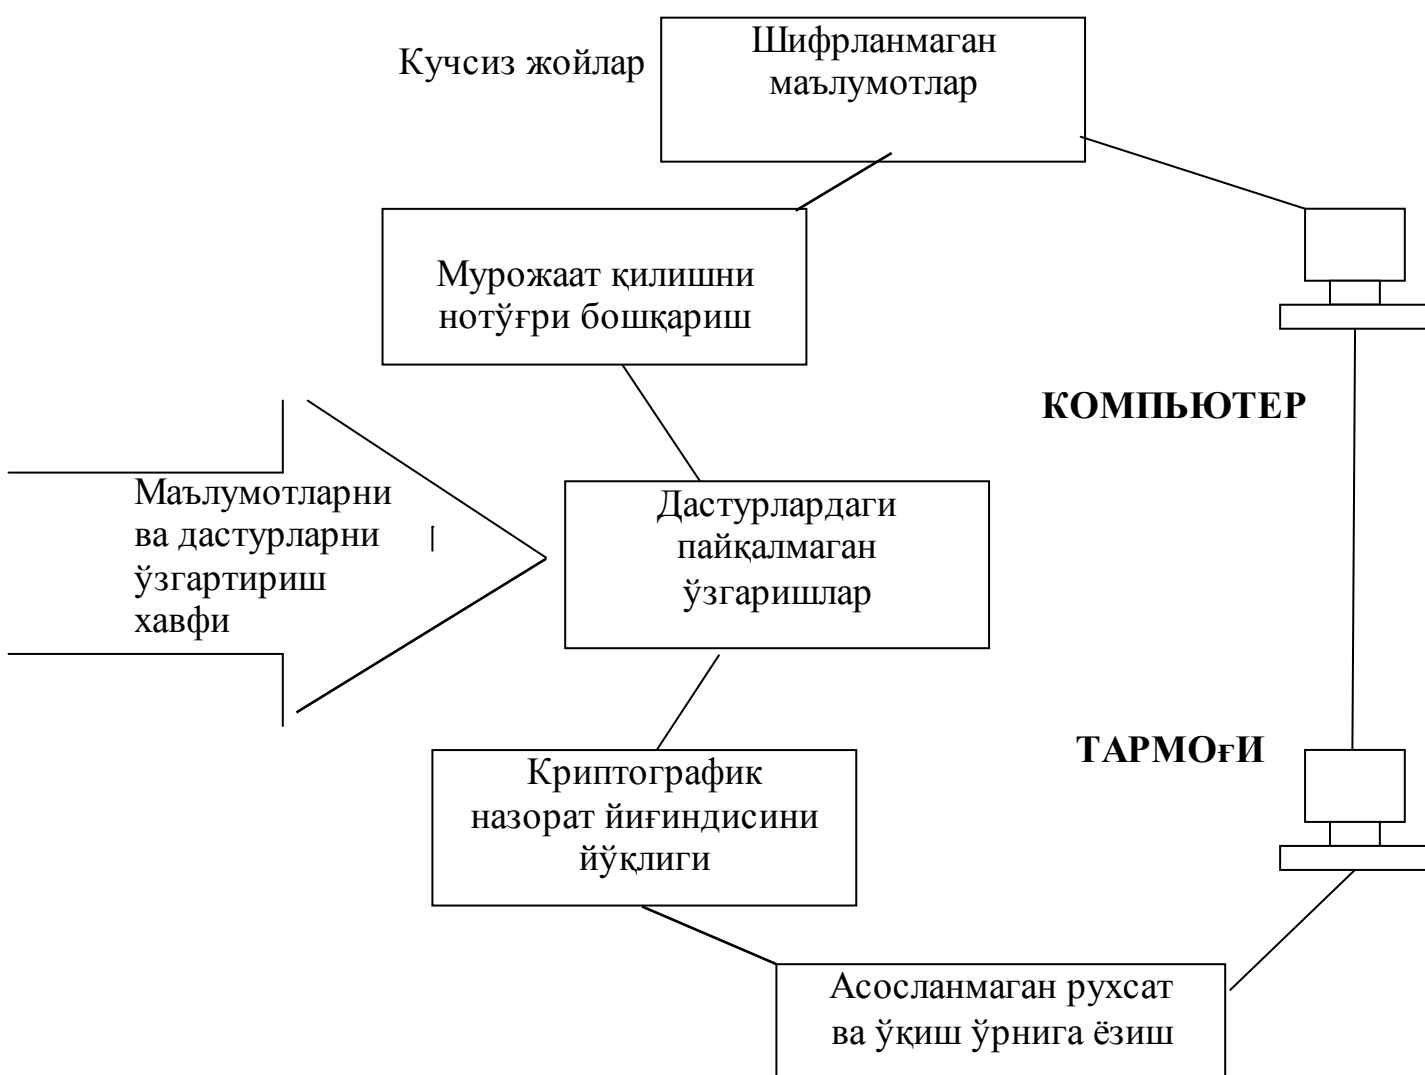 Кучсиз жойлар
Шифрланмаган
маълумотлар
Мурожаат қилишни
нотўғри бошқариш
КОМПЬЮТЕР
Маълумотларни
ва дастурларни
ўзгартириш
хавфи
Дастурлардаги
пайқалмаган
ўзгаришлар
ТАРМОғИ
Криптографик
назорат йиғиндисини
йўқлиги
Асосланмаган рухсат
ва ўқиш ўрнига ёзиш